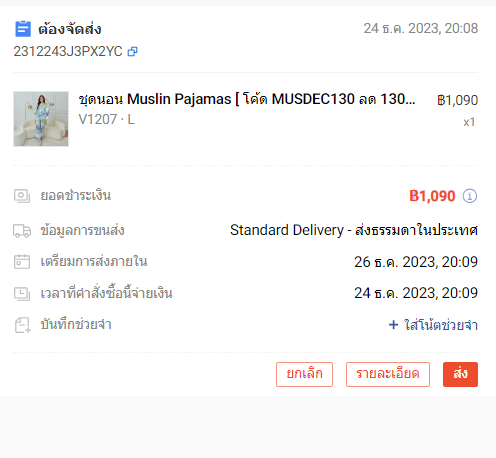 ต้องจัดส่ง 24 ธ.ค. 2023, 20:08
2312243J3PX2YC
ชุดนอน Muslin Pajamas [ โค้ด MUSDEC130 ลด 130... ฿1,090
V1207 · L x1
ยอดชำระเงิน ฿1,090
ข้อมูลการขนส่ง Standard Delivery - ส่งธรรมดาในประเทศ
เตรียมการส่งภายใน 26 ธ.ค. 2023, 20:09
เวลาที่คำสั่งซื้อนี้จ่ายเงิน 24 ธ.ค. 2023, 20:09
บันทึกช่วยจำ + ใส่โน้ตช่วยจำ
ยกเลิก รายละเอียด ส่ง